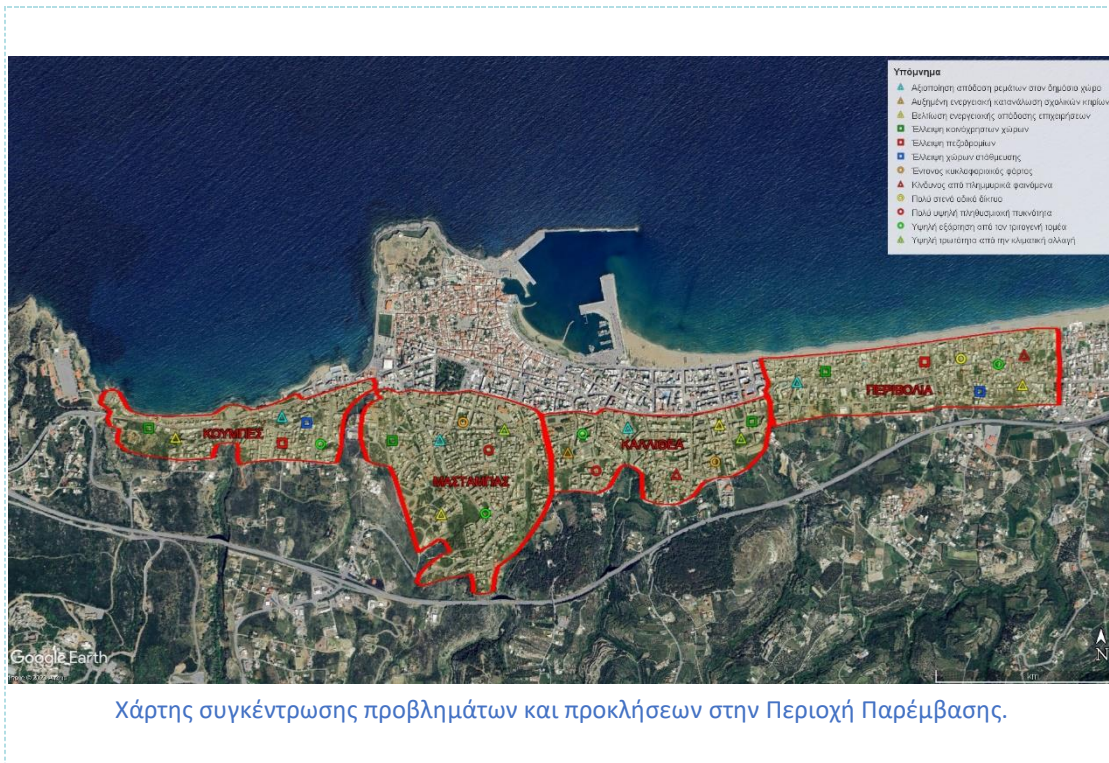 Υπόμνημα
Αξιοποίηση απόδοση ρεμάτων στον δημόσιο χώρο
Αυξημένη ενεργειακή κατανάλωση σχολικών κτιρίων
Βελτίωση ενεργειακής απόδοσης επιχειρήσεων
Έλλειψη κοινόχρηστων χώρων
Έλλειψη πεζοδρομίων
Έλλειψη χώρων στάθμευσης
Έντονος κυκλοφοριακός φόρτος
Κίνδυνος από πλημμυρικά φαινόμενα
Πολύ στενό οδικό δίκτυο
Πολύ υψηλή πληθυσμιακή πυκνότητα
Υψηλή εξάρτηση από τον τριτογενή τομέα
Υψηλή τρωτότητα από την κλιματική αλλαγή
ΠΕΡΙΒΟΛΙΑ
ΚΟΥΜΠΕΣ
ΚΑΛΛΙΘΕΑ
ΜΑΣΤΑΜΠΑΣ
Google Earth
N
km
Χάρτης συγκέντρωσης προβλημάτων και προκλήσεων στην Περιοχή Παρέμβασης.